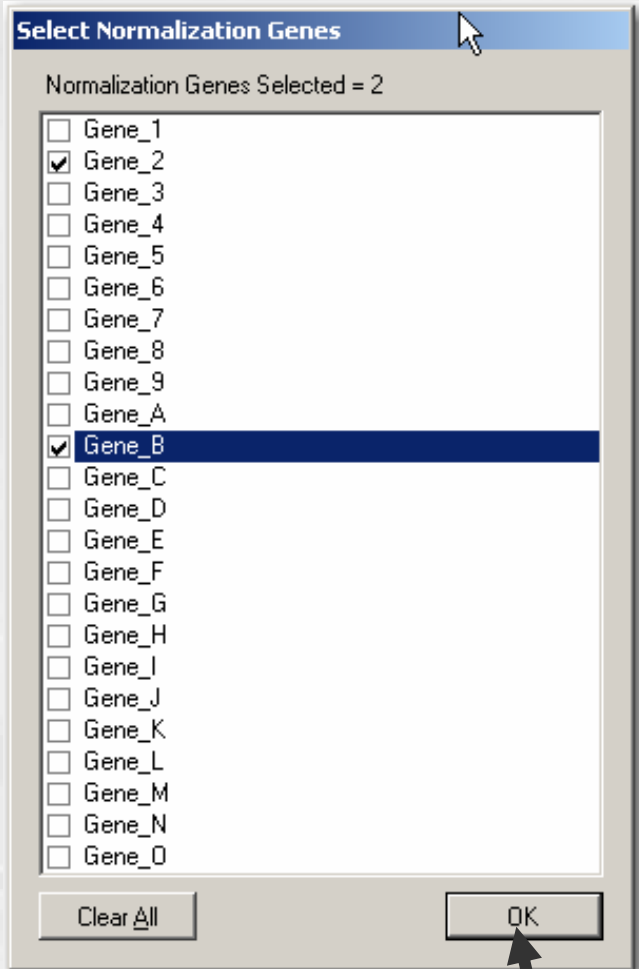 Select Normalization Genes
Normalization Genes Selected = 2
Gene_1
Gene_2
Gene_3
Gene_4
Gene_5
Gene_6
Gene_7
Gene_8
Gene_9
Gene_A
Gene_B
Gene_C
Gene_D
Gene_E
Gene_F
Gene_G
Gene_H
Gene_I
Gene_J
Gene_K
Gene_L
Gene_M
Gene_N
Gene_O
Clear All OK